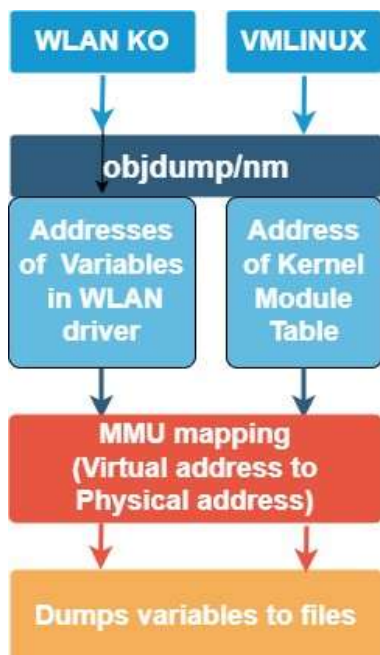 WLAN KO
VMLINUX
objdump/nm
Addresses
of Variables
in WLAN
driver
Address
of Kernel
Module
Table
MMU mapping
(Virtual address to
Physical address)
Dumps variables to files